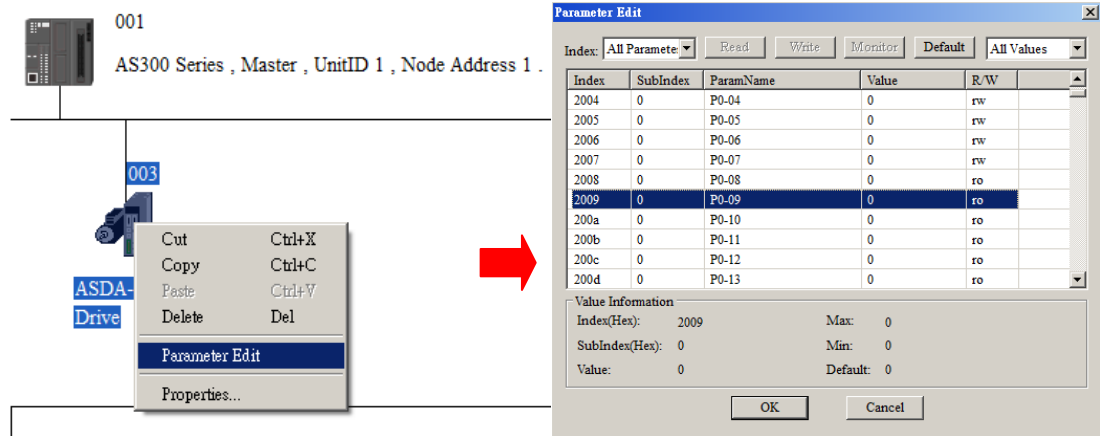 001
AS300 Series , Master , UnitID 1 , Node Address 1 .
003
ASDA-
Drive
Cut Ctrl+X
Copy Ctrl+C
Paste Ctrl+V
Delete Del
Parameter Edit
Properties...
Parameter Edit
Index: All Paramete Read Write Monitor Default All Values
Index SubIndex ParamName Value R/W
2004 0 P0-04 0 rw
2005 0 P0-05 0 rw
2006 0 P0-06 0 rw
2007 0 P0-07 0 rw
2008 0 P0-08 0 ro
2009 0 P0-09 0 ro
200a 0 P0-10 0 ro
200b 0 P0-11 0 ro
200c 0 P0-12 0 ro
200d 0 P0-13 0 ro
Value Information
Index(Hex): 2009 Max: 0
SubIndex(Hex): 0 Min: 0
Value: 0 Default: 0
OK Cancel